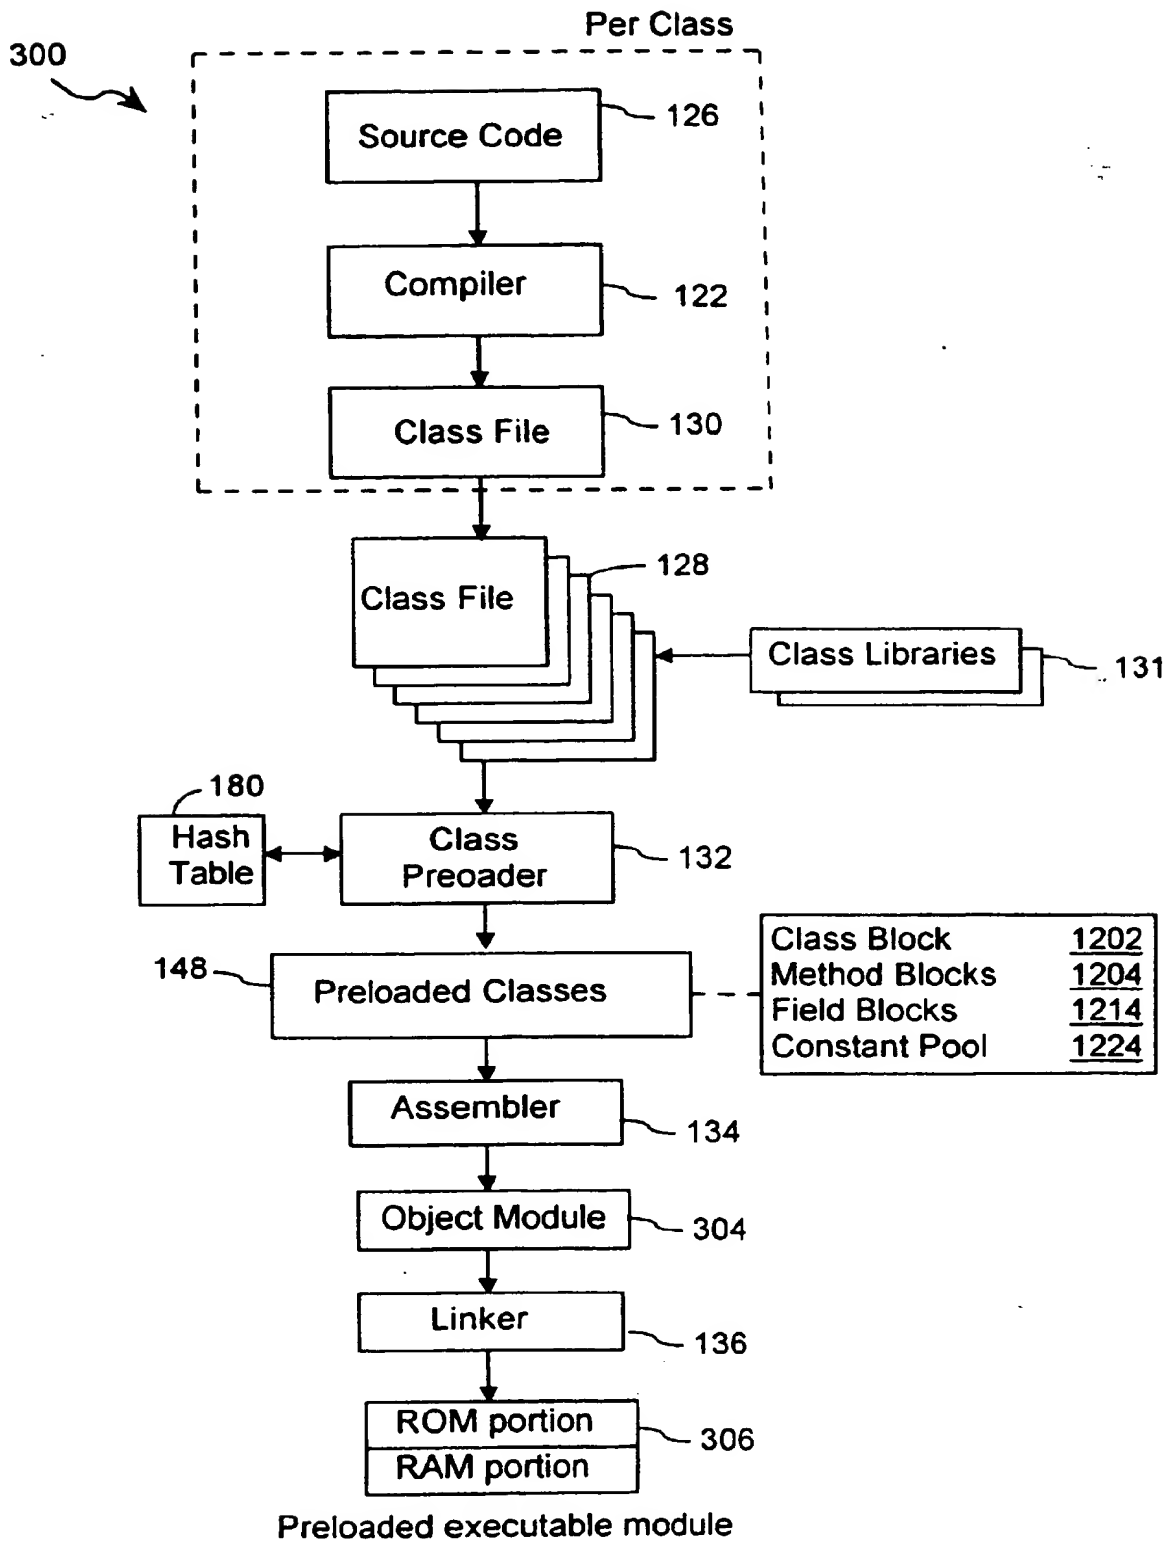 Per Class
300
Source Code
126
Compiler
122
Class File
130
Class File
128
Class Libraries
131
180
Hash
Table
Class
Preoader
132
148
Preloaded Classes
Class Block 1202
Method Blocks 1204
Field Blocks 1214
Constant Pool 1224
Assembler
134
Object Module
304
Linker
136
ROM portion
306
RAM portion
Preloaded executable module